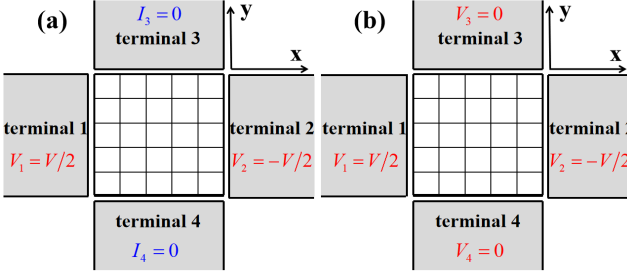 (a)
I₃ = 0
terminal 3
y
x
terminal 1
V₁ = V/2
terminal 2
V₂ = −V/2
terminal 4
I₄ = 0
(b)
V₃ = 0
terminal 3
y
x
terminal 1
V₁ = V/2
terminal
V₂ = −V/2
terminal 4
V₄ = 0